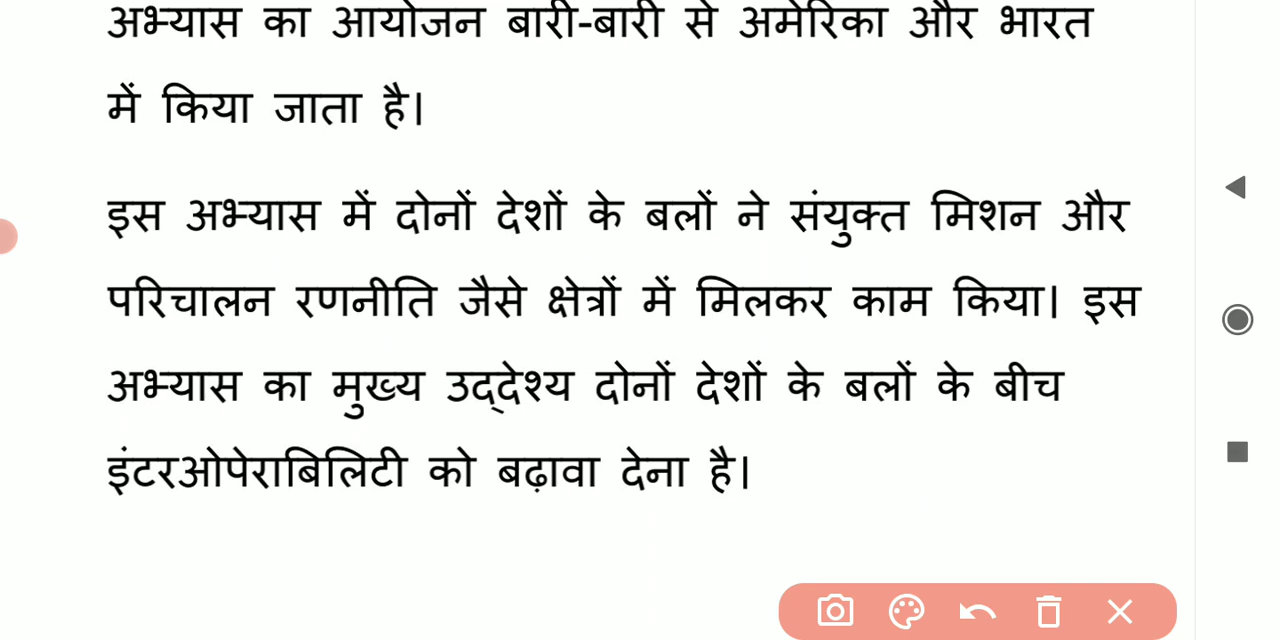 अभ्यास का आयोजन बारी-बारी से अमेरिका और भारत
में किया जाता है।
इस अभ्यास में दोनों देशों के बलों ने संयुक्त मिशन और
परिचालन रणनीति जैसे क्षेत्रों में मिलकर काम किया। इस
अभ्यास का मुख्य उद्‌देश्य दोनों देशों के बलों के बीच
इंटरओपेराबिलिटी को बढ़ावा देना है।